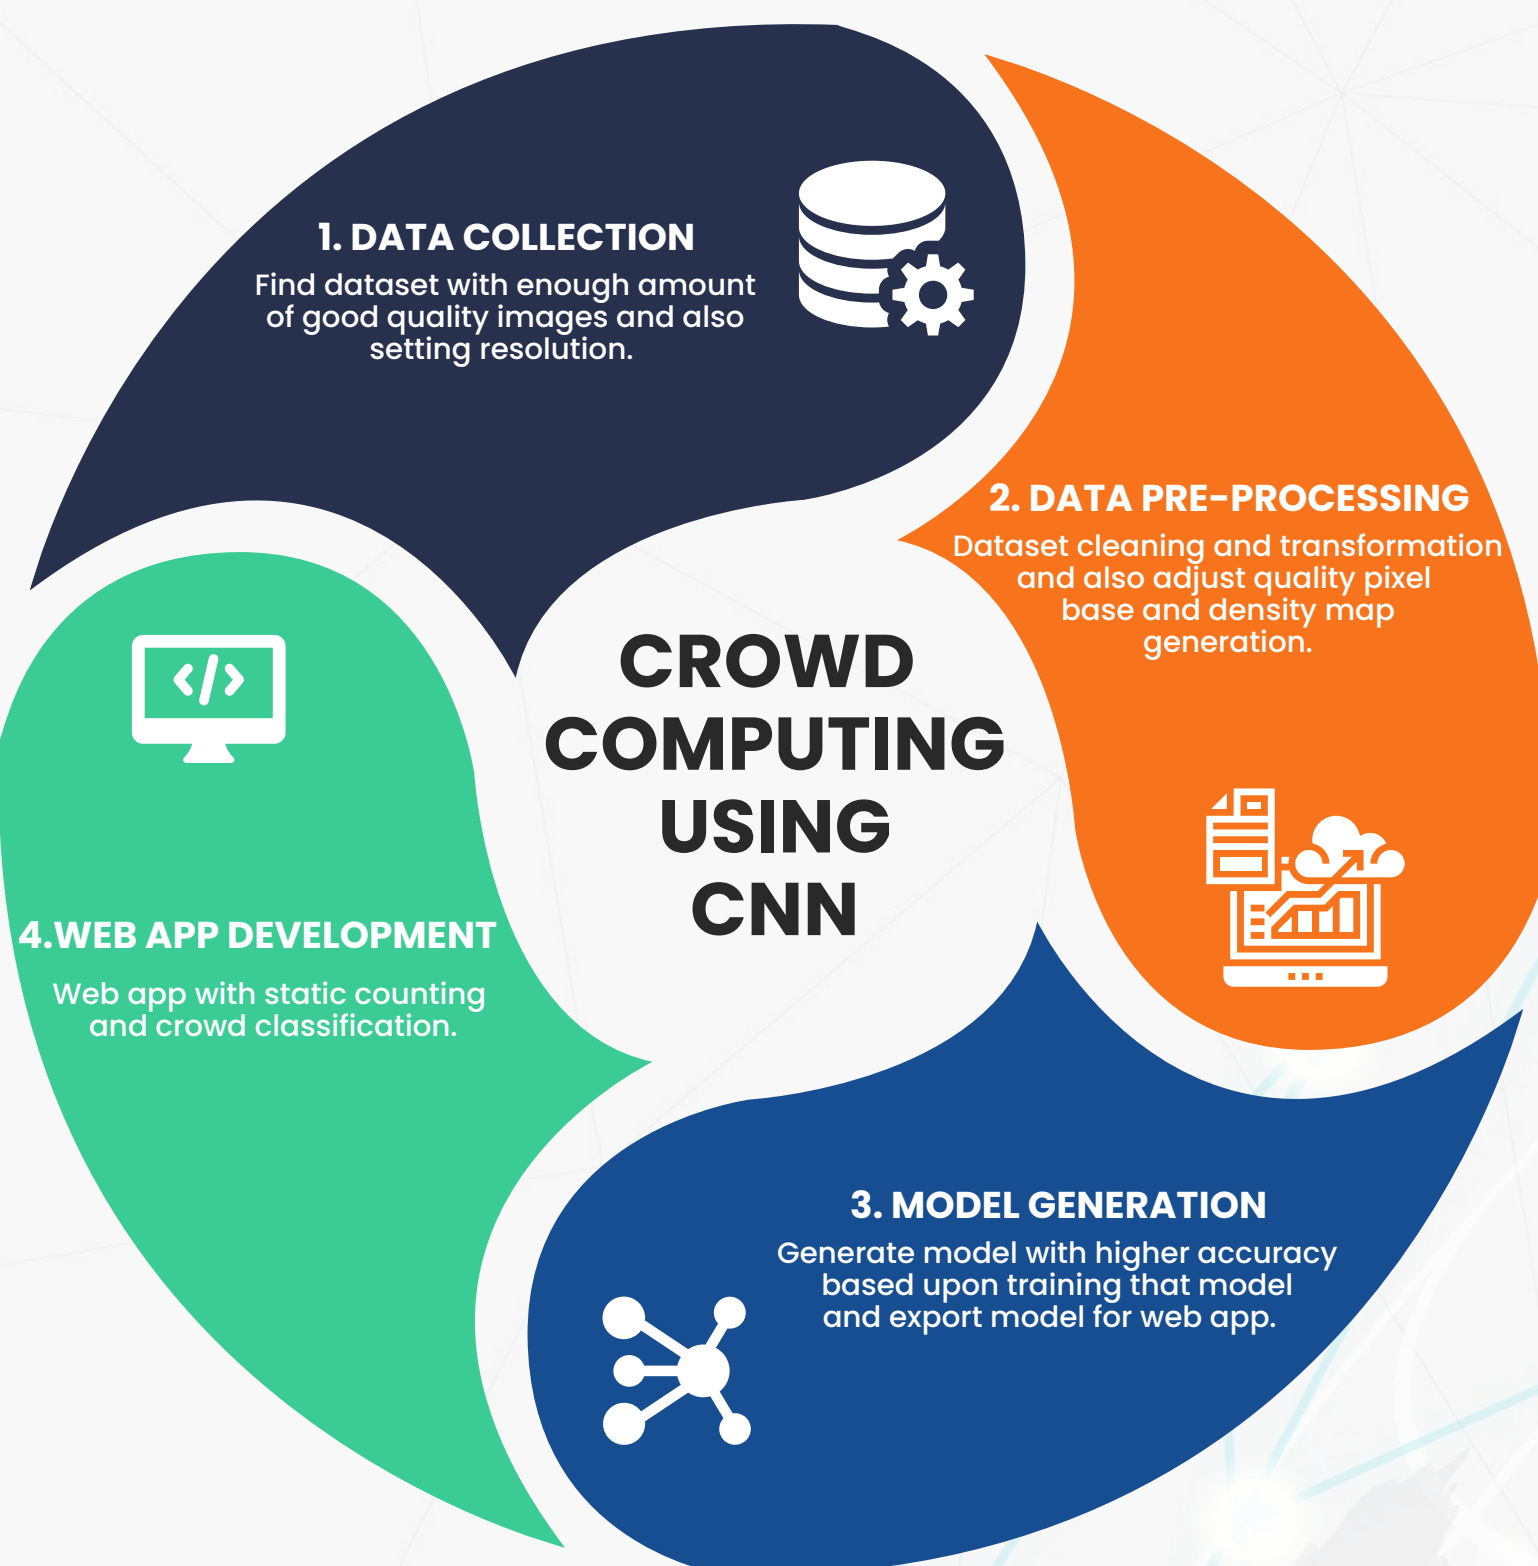 1. DATA COLLECTION
Find dataset with enough amount
of good quality images and also
setting resolution.
2. DATA PRE-PROCESSING
Dataset cleaning and transformation
and also adjust quality pixel
base and density map
generation.
CROWD
COMPUTING
USING
CNN
3. MODEL GENERATION
Generate model with higher accuracy
based upon training that model
and export model for web app.
4.WEB APP DEVELOPMENT
Web app with static counting
and crowd classification.